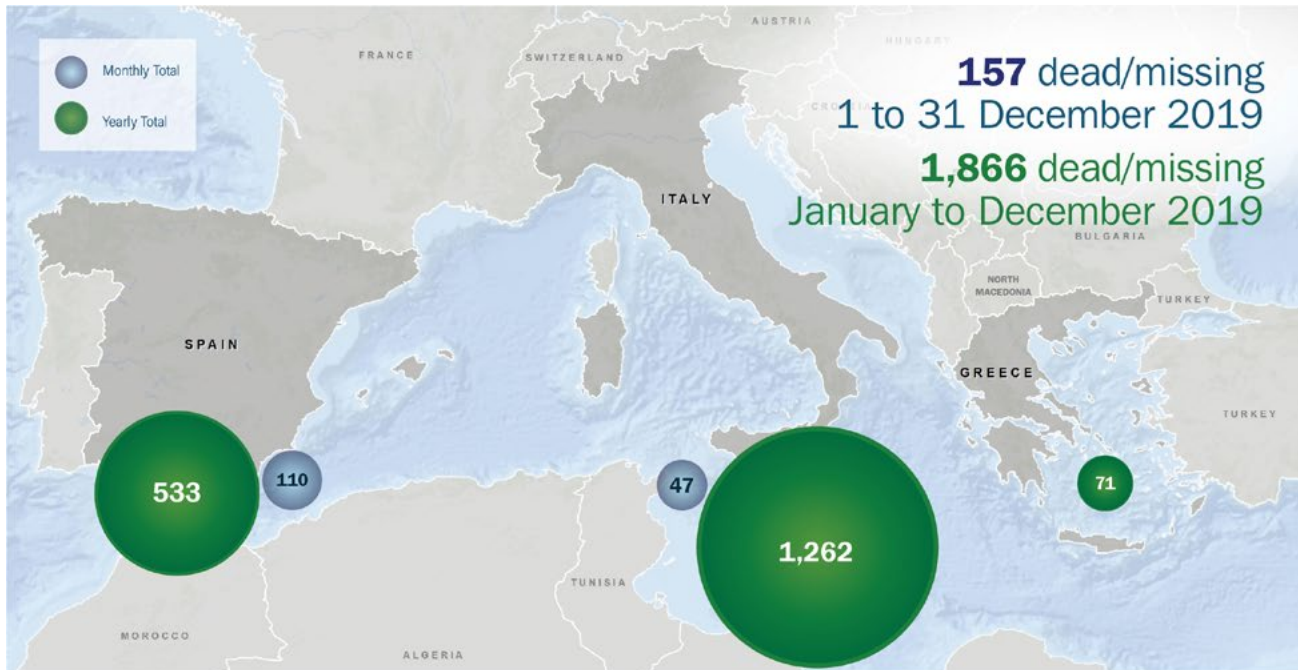 AUSTRIA
HUNGARY
FRANCE
SWITZERLAND
Monthly Total
Yearly Total
157 dead/missing
1 to 31 December 2019
CROATIA
1,866 dead/missing
January to December 2019
ITALY
BULGARIA
NORTH
MACEDONIA
TURKEY
SPAIN
GREECE
TURKEY
533
110
47
1,262
71
TUNISIA
MOROCCO
ALGERIA